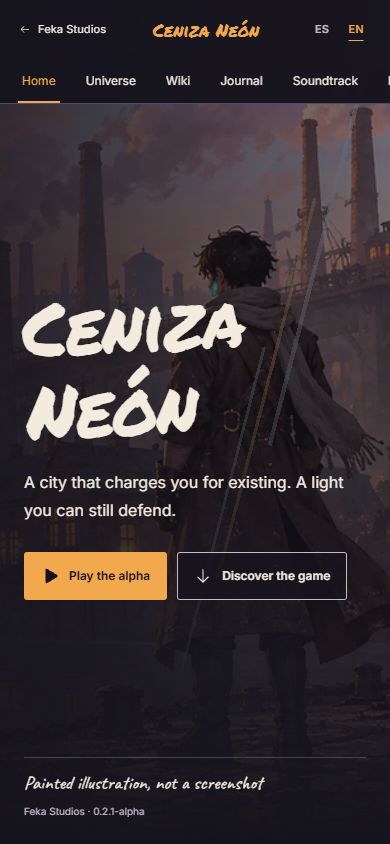 ← Feka Studios
Ceniza Neón
ES
EN
Home
Universe
Wiki
Journal
Soundtrack
Ceniza
Neón
A city that charges you for existing. A light
you can still defend.
Play the alpha
↓ Discover the game
Painted illustration, not a screenshot
Feka Studios · 0.2.1-alpha